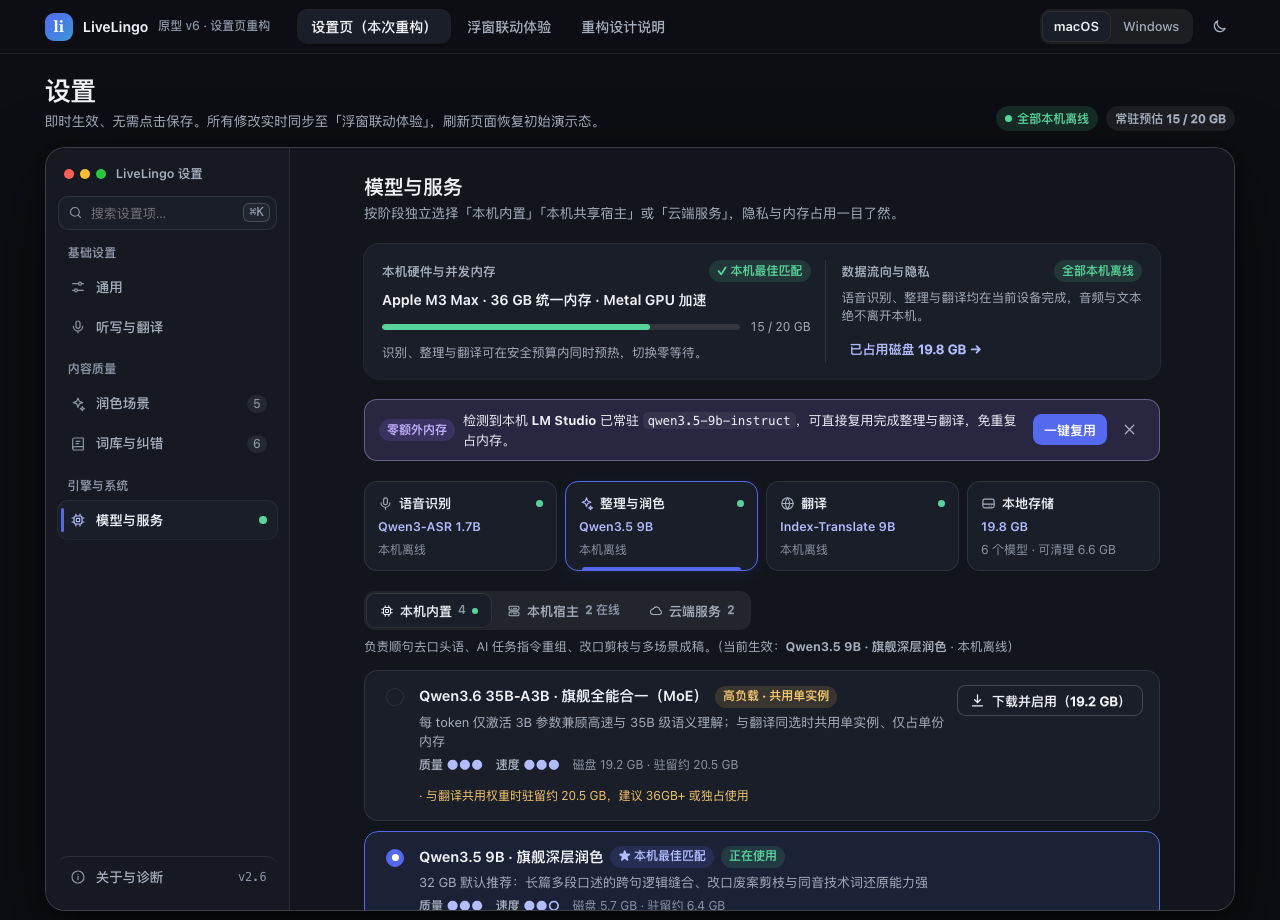 li LiveLingo 原型 v6 · 设置页重构 设置页（本次重构） 浮窗联动体验 重构设计说明 macOS Windows
设置
即时生效、无需点击保存。所有修改实时同步至「浮窗联动体验」，刷新页面恢复初始演示态。
全部本机离线 常驻预估 15 / 20 GB
LiveLingo 设置
搜索设置项... ⌘K
基础设置
通用
听写与翻译
内容质量
润色场景 5
词库与纠错 6
引擎与系统
模型与服务
关于与诊断 v2.6
模型与服务
按阶段独立选择「本机内置」「本机共享宿主」或「云端服务」，隐私与内存占用一目了然。
本机硬件与并发内存 本机最佳匹配
Apple M3 Max · 36 GB 统一内存 · Metal GPU 加速
15 / 20 GB
识别、整理与翻译可在安全预算内同时预热，切换零等待。
数据流向与隐私 全部本机离线
语音识别、整理与翻译均在当前设备完成，音频与文本
绝不离开本机。
已占用磁盘 19.8 GB →
零额外内存 检测到本机 LM Studio 已常驻 qwen3.5-9b-instruct，可直接复用完成整理与翻译，免重复
占内存。
一键复用
语音识别
Qwen3-ASR 1.7B
本机离线
整理与润色
Qwen3.5 9B
本机离线
翻译
Index-Translate 9B
本机离线
本地存储
19.8 GB
6 个模型 · 可清理 6.6 GB
本机内置 4 本机宿主 2 在线 云端服务 2
负责顺句去口头语、AI 任务指令重组、改口剪枝与多场景成稿。（当前生效：Qwen3.5 9B · 旗舰深层润色 · 本机离线）
Qwen3.6 35B-A3B · 旗舰全能合一（MoE） 高负载 · 共用单实例 下载并启用（19.2 GB）
每 token 仅激活 3B 参数兼顾高速与 35B 级语义理解；与翻译同选时共用单实例、仅占单份
内存
质量 速度 磁盘 19.2 GB · 驻留约 20.5 GB
· 与翻译共用权重时驻留约 20.5 GB，建议 36GB+ 或独占使用
Qwen3.5 9B · 旗舰深层润色 本机最佳匹配 正在使用
32 GB 默认推荐：长篇多段口述的跨句逻辑缝合、改口废案剪枝与同音技术词还原能力强
质量 速度 磁盘 5.7 GB · 驻留约 6.4 GB